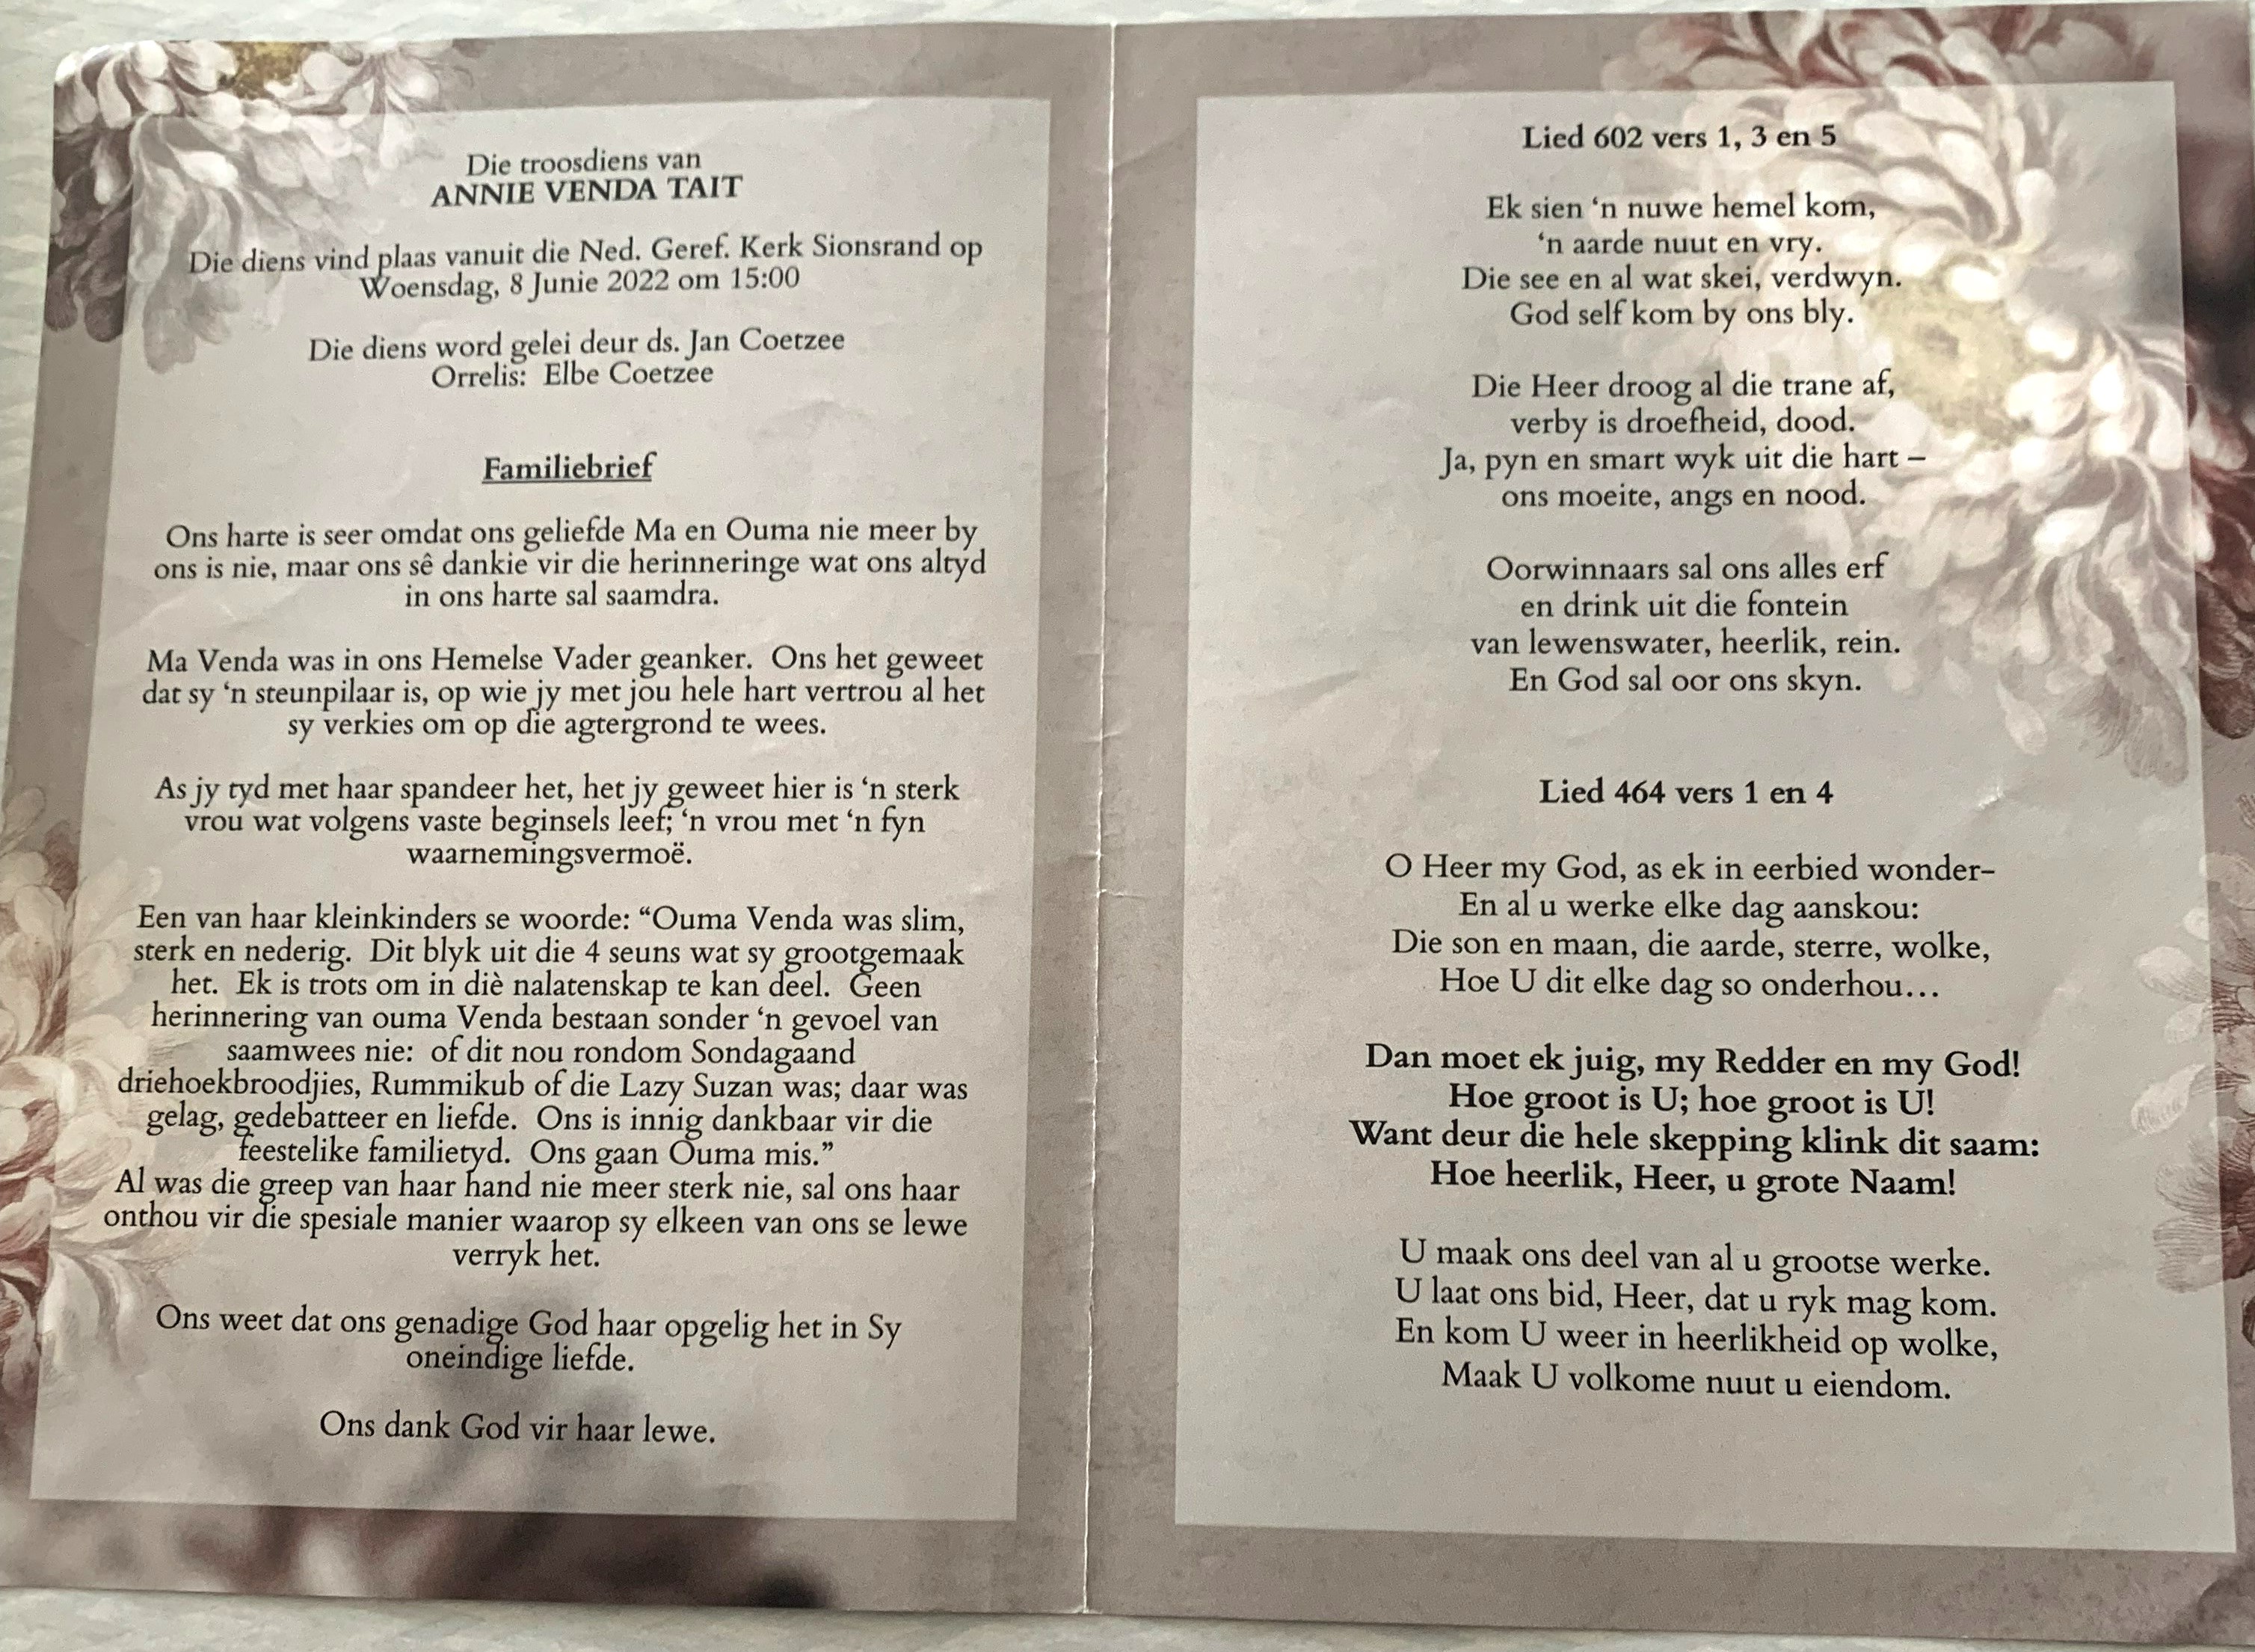 Die troosdiens van
ANNIE VENDA TAIT
Die diens vind plaas vanuit die Ned. Geref. Kerk Sionsrand op
Woensdag, 8 Junie 2022 om 15:00
Die diens word gelei deur ds. Jan Coetzee
Orrelis: Elbe Coetzee
Familiebrief
Ons harte is seer omdat ons geliefde Ma en Ouma nie meer by
ons is nie, maar ons sê dankie vir die herinneringe wat ons altyd
in ons harte sal saamdra.
Ma Venda was in ons Hemelse Vader geanker. Ons het geweet
dat sy ‘n steunpilaar is, op wie jy met jou hele hart vertrou al het
sy verkies om op die agtergrond te wees.
As jy tyd met haar spandeer het, het jy geweet hier is ‘n sterk
vrou wat volgens vaste beginsels leef; ‘n vrou met ‘n fyn
waarnemingsvermoë.
Een van haar kleinkinders se woorde: “Ouma Venda was slim,
sterk en nederig. Dit blyk uit die 4 seuns wat sy grootgemaak
het. Ek is trots om in diè nalatenskap te kan deel. Geen
herinnering van ouma Venda bestaan sonder ‘n gevoel van
saamwees nie: of dit nou rondom Sondagaand
driehoekbroodjies, Rummikub of die Lazy Suzan was; daar was
gelag, gedebatteer en liefde. Ons is innig dankbaar vir die
feestelike familietyd. Ons gaan Ouma mis.”
Al was die greep van haar hand nie meer sterk nie, sal ons haar
onthou vir die spesiale manier waarop sy elkeen van ons se lewe
verryk het.
Ons weet dat ons genadige God haar opgelig het in Sy
oneindige liefde.
Ons dank God vir haar lewe.
Lied 602 vers 1, 3 en 5
Ek sien ‘n nuwe hemel kom,
‘n aarde nuut en vry.
Die see en al wat skei, verdwyn.
God self kom by ons bly.
Die Heer droog al die trane af,
verby is droefheid, dood.
Ja, pyn en smart wyk uit die hart –
ons moeite, angs en nood.
Oorwinnaars sal ons alles erf
en drink uit die fontein
van lewenswater, heerlik, rein.
En God sal oor ons skyn.
Lied 464 vers 1 en 4
O Heer my God, as ek in eerbied wonder-
En al u werke elke dag aanskou:
Die son en maan, die aarde, sterre, wolke,
Hoe U dit elke dag so onderhou…
Dan moet ek juig, my Redder en my God!
Hoe groot is U; hoe groot is U!
Want deur die hele skepping klink dit saam:
Hoe heerlik, Heer, u grote Naam!
U maak ons deel van al u grootse werke.
U laat ons bid, Heer, dat u ryk mag kom.
En kom U weer in heerlikheid op wolke,
Maak U volkome nuut u eiendom.